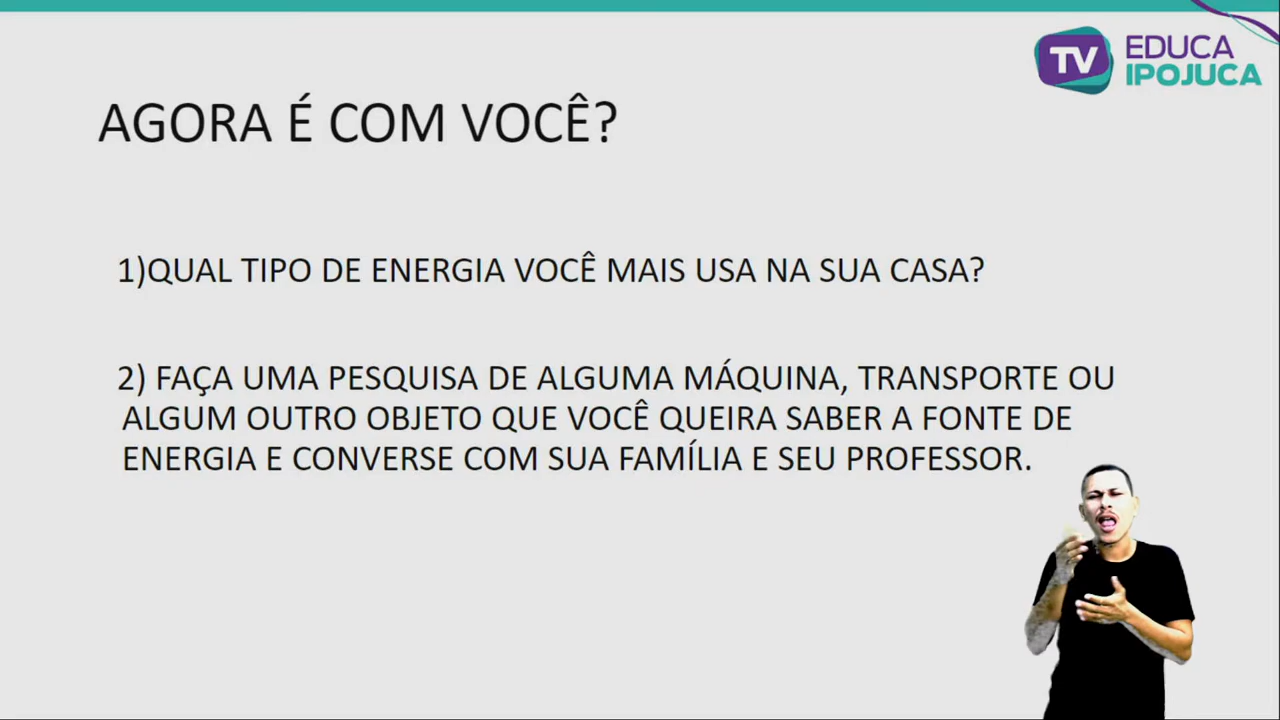 TV EDUCA
IPOJUCA
AGORA É COM VOCÊ?
1)QUAL TIPO DE ENERGIA VOCÊ MAIS USA NA SUA CASA?
2) FAÇA UMA PESQUISA DE ALGUMA MÁQUINA, TRANSPORTE OU
ALGUM OUTRO OBJETO QUE VOCÊ QUEIRA SABER A FONTE DE
ENERGIA E CONVERSE COM SUA FAMÍLIA E SEU PROFESSOR.